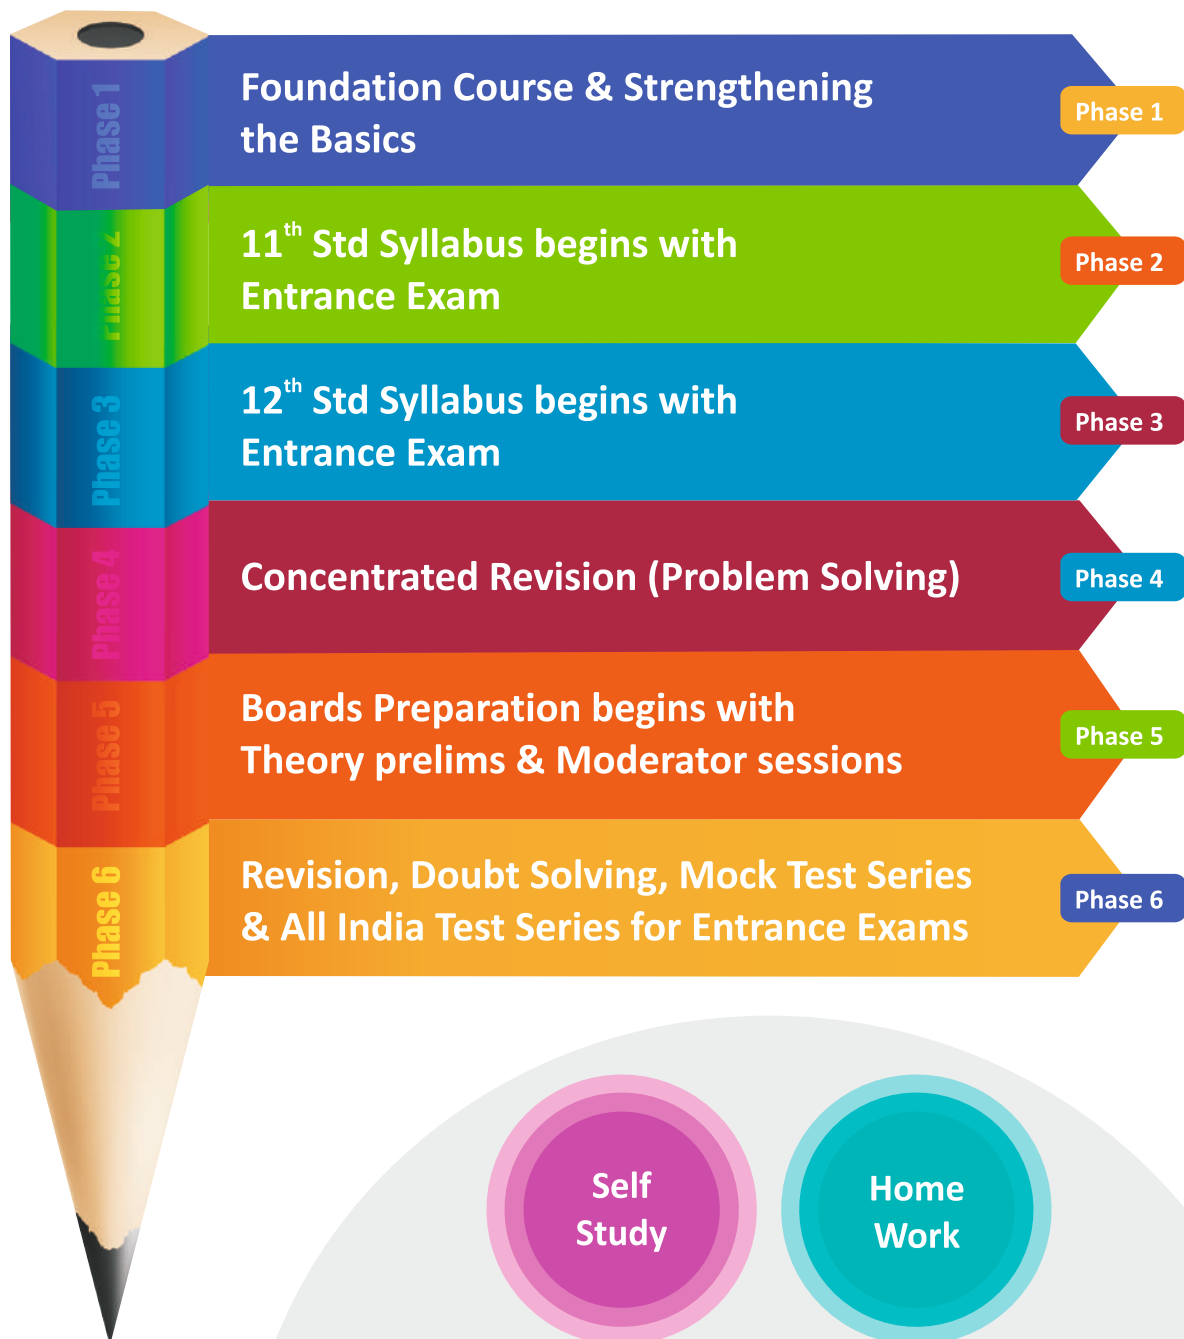 Phase 1
Foundation Course & Strengthening
the Basics
Phase 1
Phase 2
11th Std Syllabus begins with
Entrance Exam
Phase 2
Phase 3
12th Std Syllabus begins with
Entrance Exam
Phase 3
Phase 4
Concentrated Revision (Problem Solving)
Phase 4
Phase 5
Boards Preparation begins with
Theory prelims & Moderator sessions
Phase 5
Phase 6
Revision, Doubt Solving, Mock Test Series
& All India Test Series for Entrance Exams
Phase 6
Self
Study
Home
Work